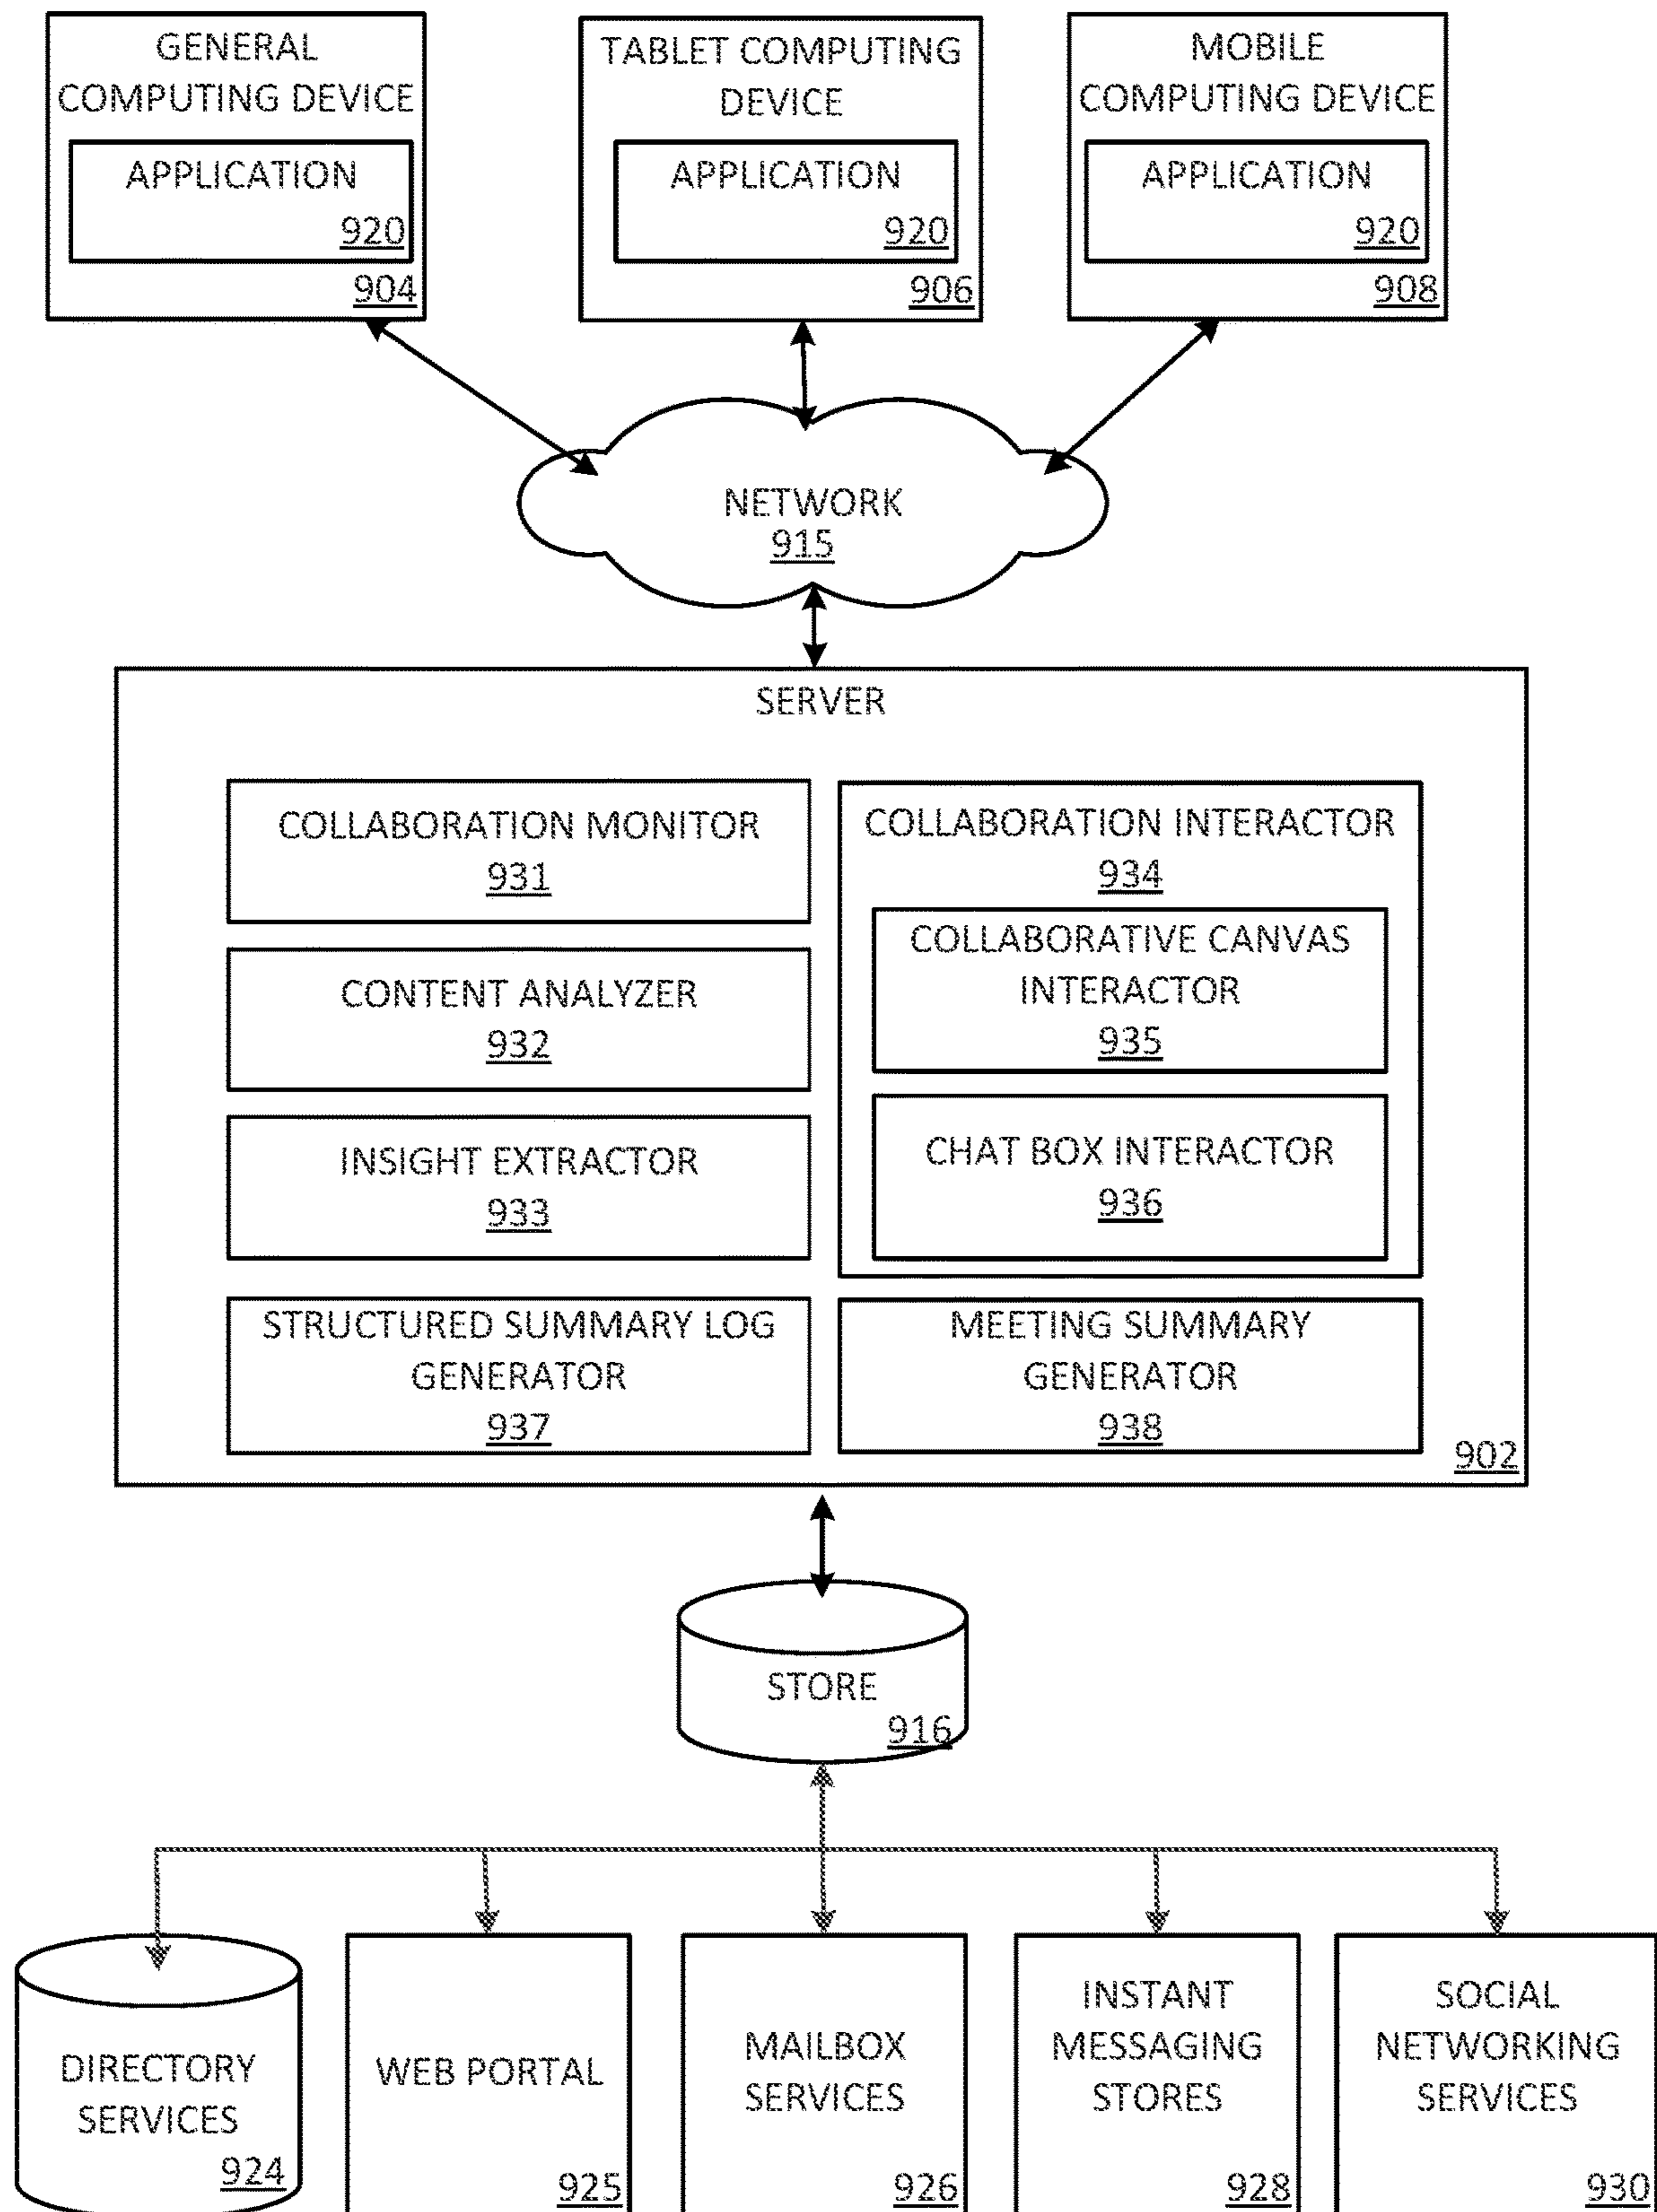 GENERAL
COMPUTING DEVICE
APPLICATION
920
904
TABLET COMPUTING
DEVICE
APPLICATION
920
906
MOBILE
COMPUTING DEVICE
APPLICATION
920
908
NETWORK
915
SERVER
COLLABORATION MONITOR
931
CONTENT ANALYZER
932
INSIGHT EXTRACTOR
933
COLLABORATION INTERACTOR
934
COLLABORATIVE CANVAS
INTERACTOR
935
CHAT BOX INTERACTOR
936
STRUCTURED SUMMARY LOG
GENERATOR
937
MEETING SUMMARY
GENERATOR
938
902
STORE
916
DIRECTORY
SERVICES
924
WEB PORTAL
925
MAILBOX
SERVICES
926
INSTANT
MESSAGING
STORES
928
SOCIAL
NETWORKING
SERVICES
930